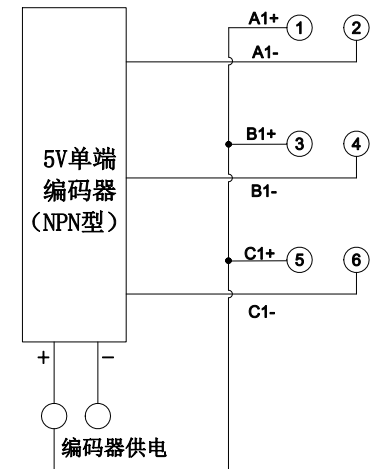 A1+ 1 2
A1-
B1+ 3 4
B1-
C1+ 5 6
C1-
5V单端
编码器
（NPN型）
+ −
编码器供电